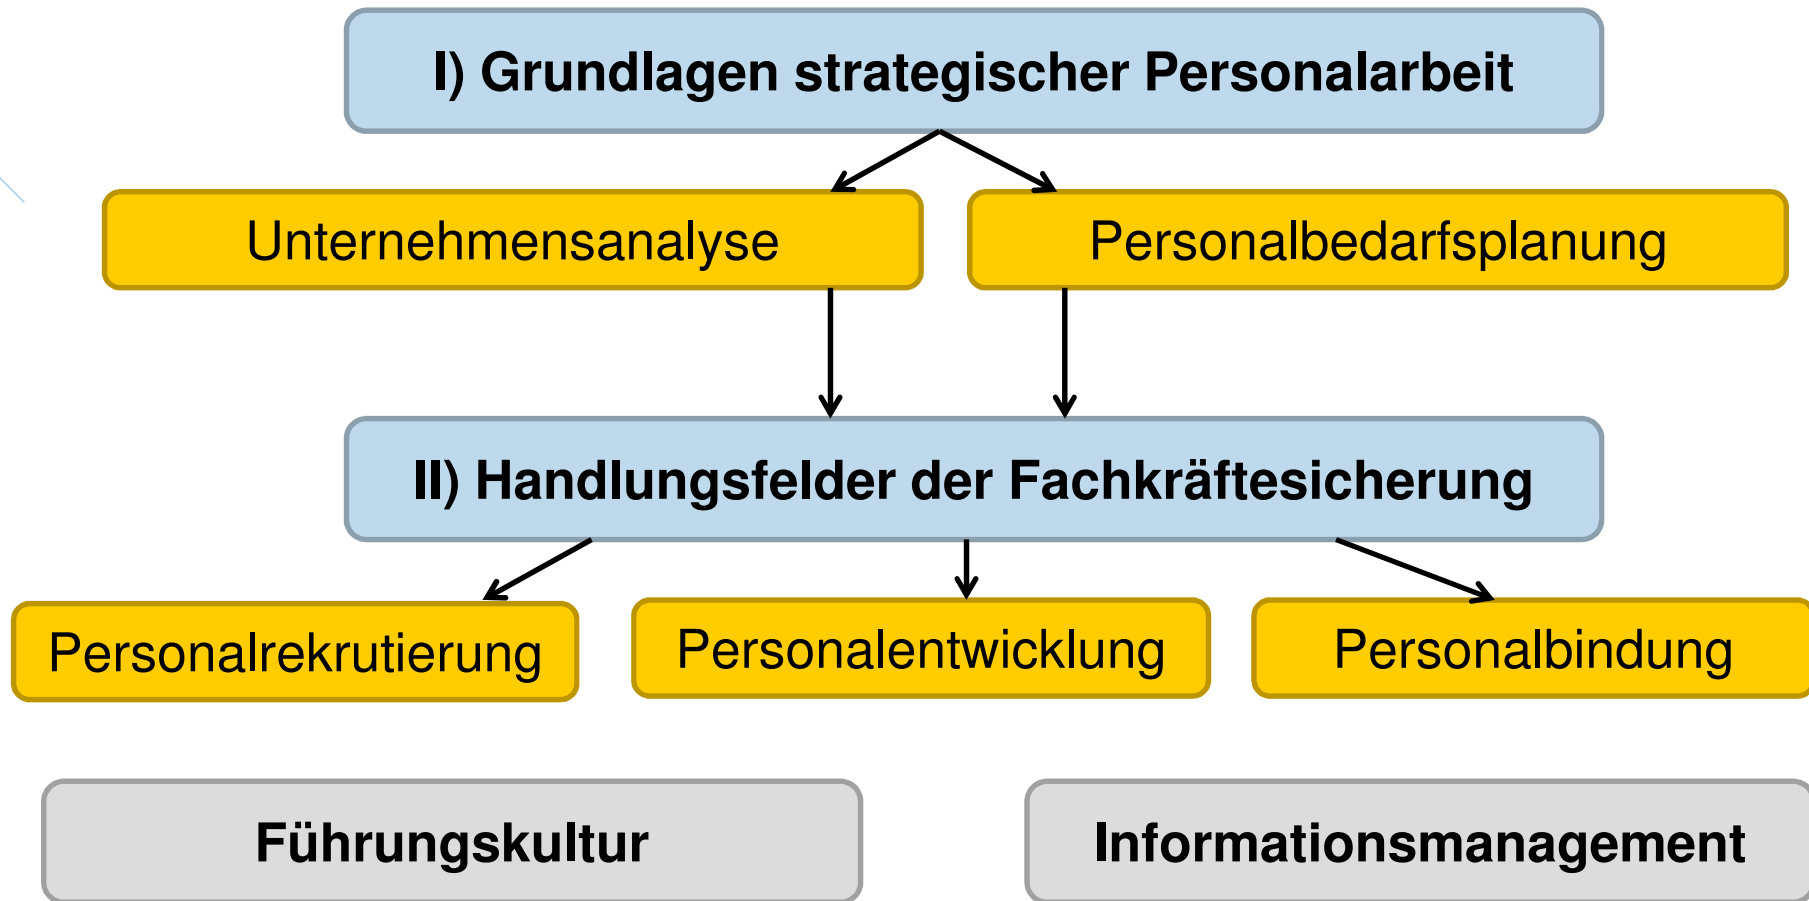 I) Grundlagen strategischer Personalarbeit
Unternehmensanalyse
Personalbedarfsplanung
II) Handlungsfelder der Fachkräftesicherung
Personalrekrutierung
Personalentwicklung
Personalbindung
Führungskultur
Informationsmanagement